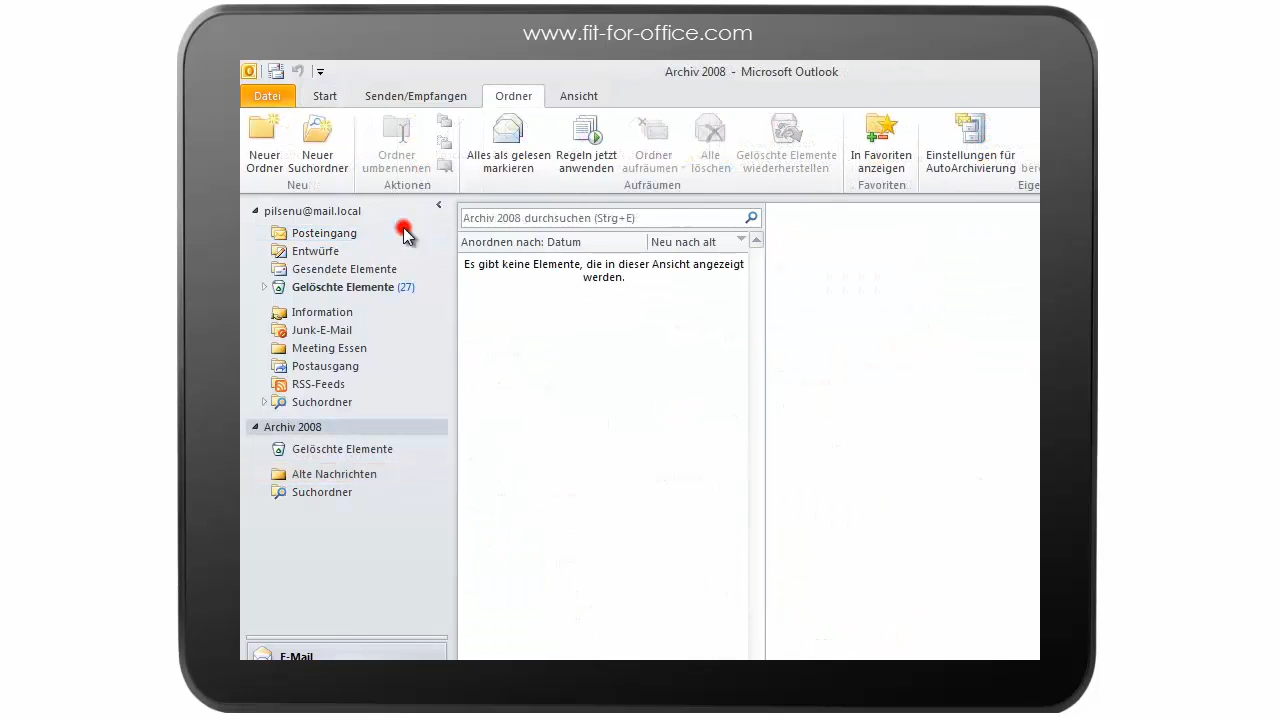 www.fit-for-office.com
Archiv 2008 - Microsoft Outlook
Datei Start Senden/Empfangen Ordner Ansicht
Neuer Ordner
Neuer Suchordner
Ordner umbenennen
Alles als gelesen markieren
Regeln jetzt anwenden
Ordner aufräumen
Alle löschen
Gelöschte Elemente wiederherstellen
In Favoriten anzeigen
Einstellungen für AutoArchivierung
Neu Aktionen Aufräumen Favoriten
pilsenu@mail.local
Posteingang
Entwürfe
Gesendete Elemente
Gelöschte Elemente (27)
Information
Junk-E-Mail
Meeting Essen
Postausgang
RSS-Feeds
Suchordner
Archiv 2008
Gelöschte Elemente
Alte Nachrichten
Suchordner
E-Mail
Archiv 2008 durchsuchen (Strg+E)
Anordnen nach: Datum Neu nach alt
Es gibt keine Elemente, die in dieser Ansicht angezeigt
werden.